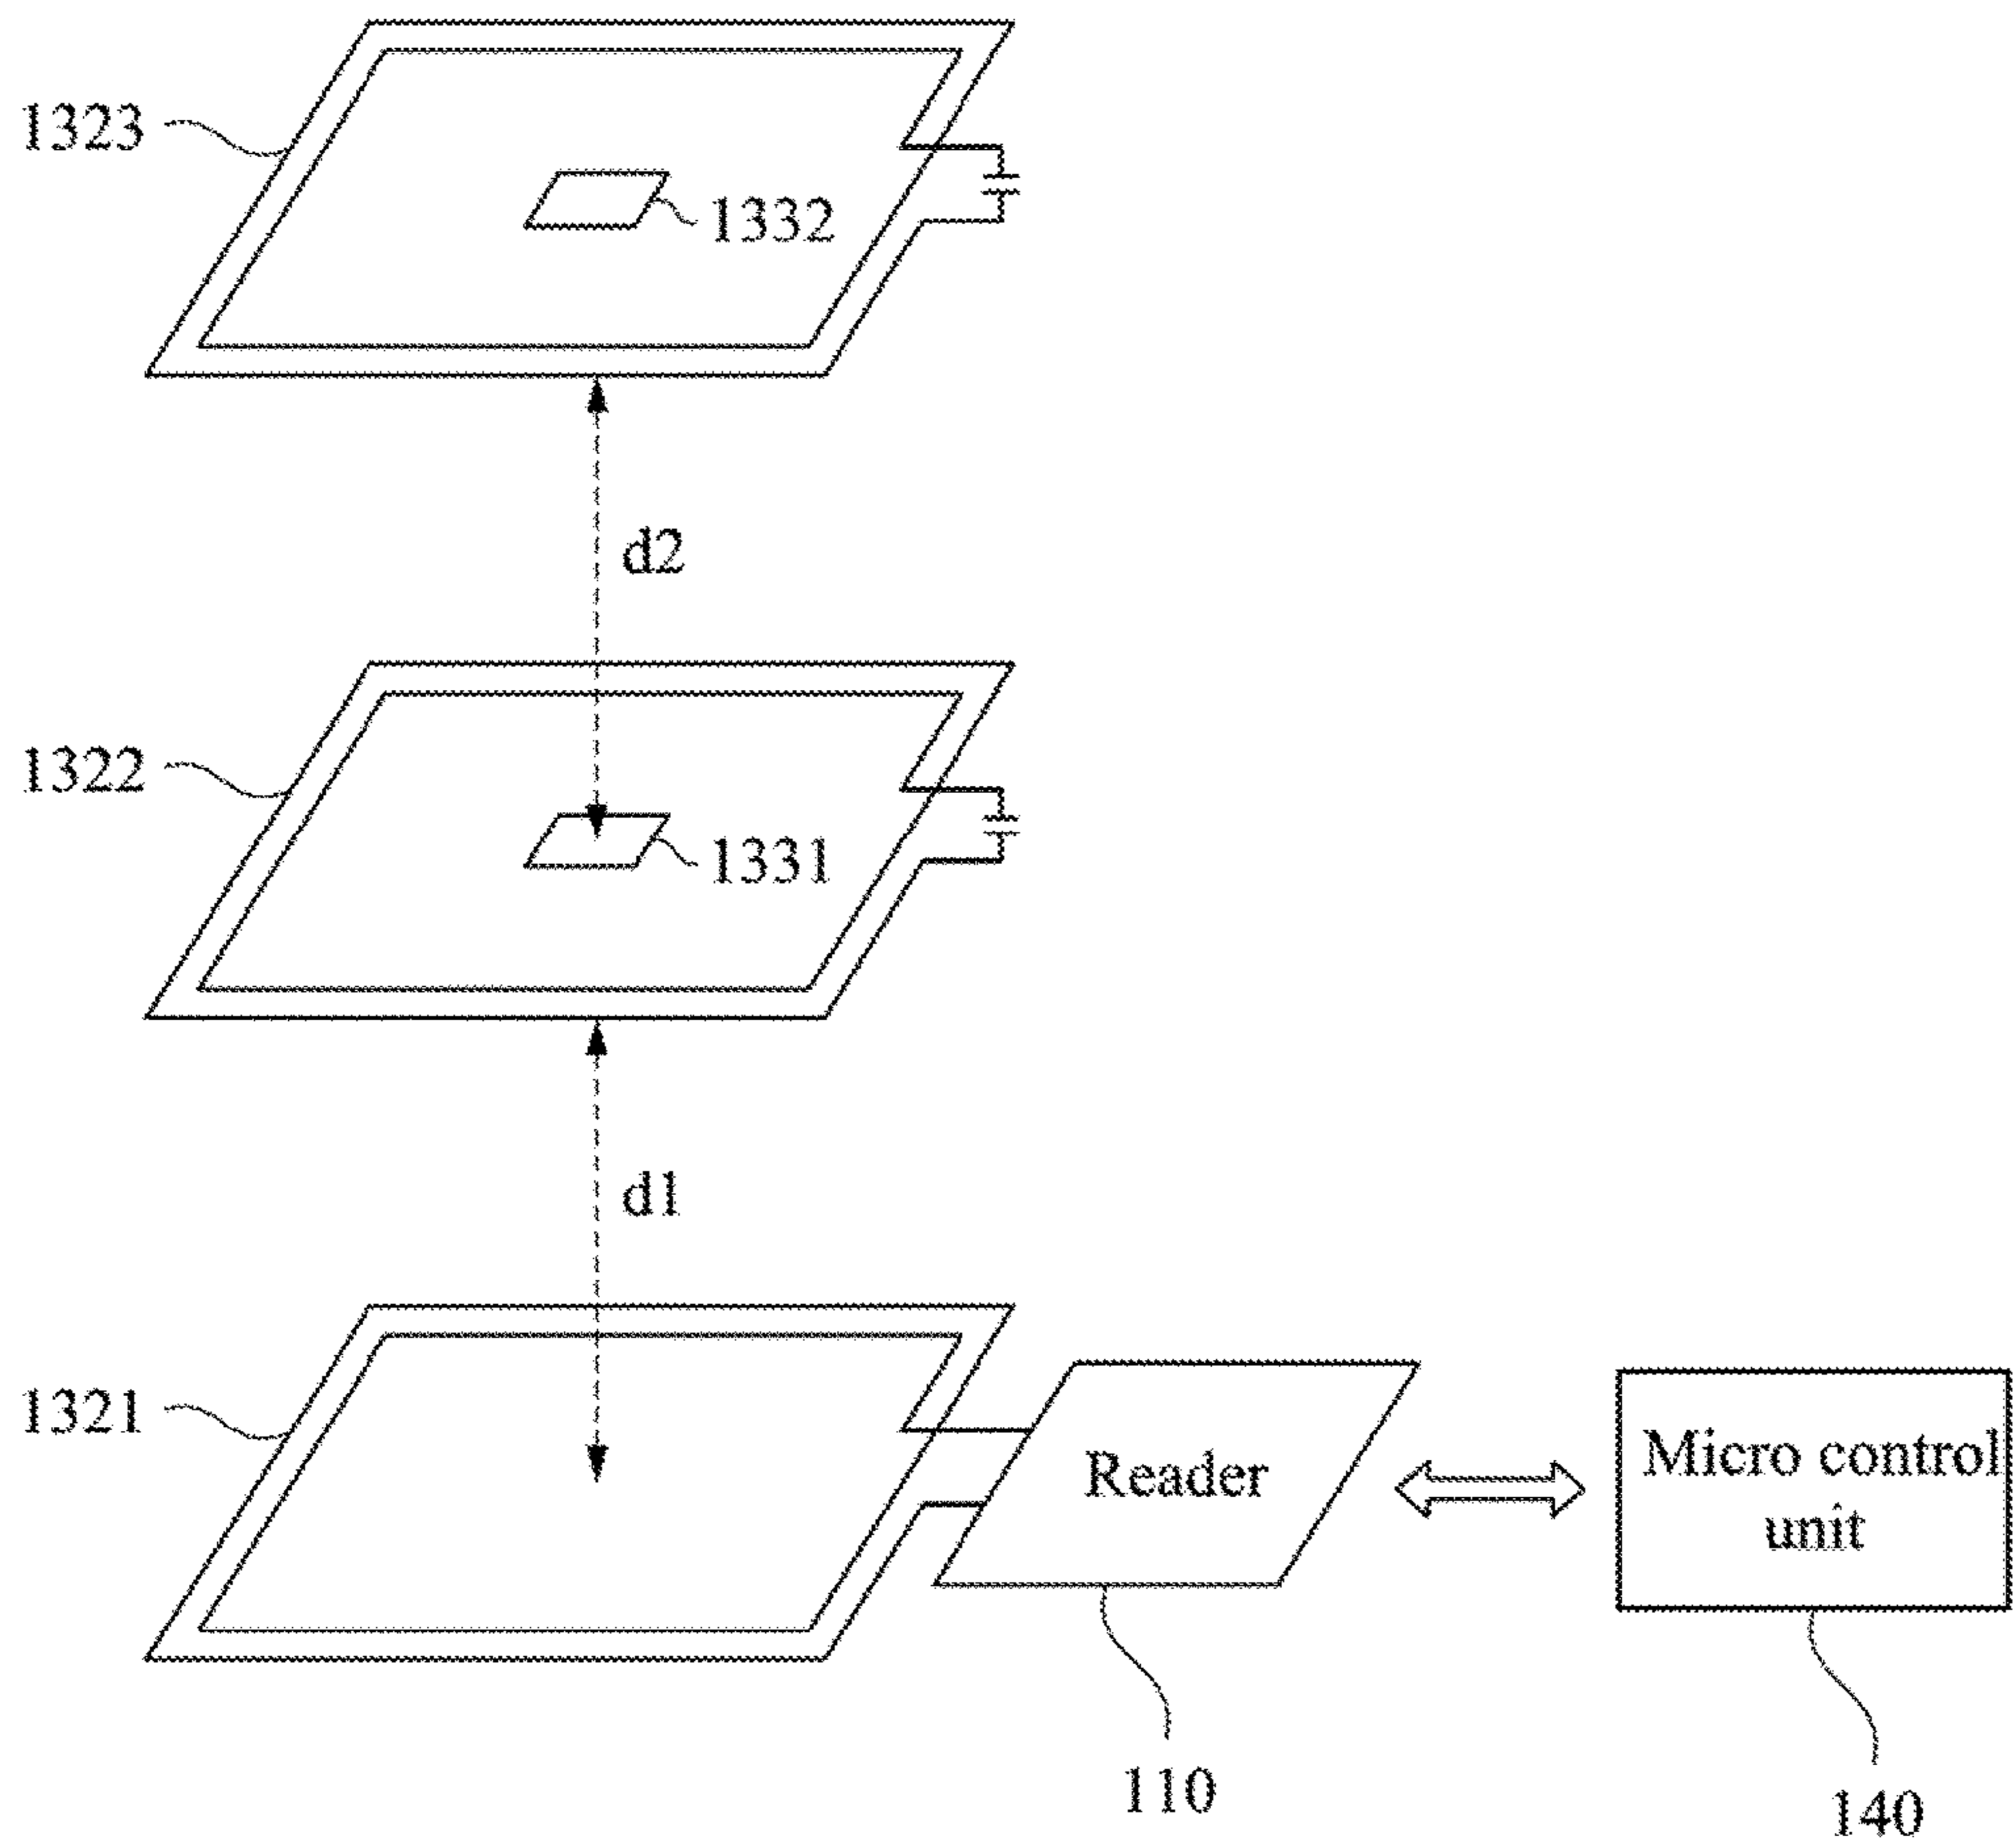 1323
1332
d2
1322
1331
d1
1321
Reader
Micro control
unit
110
140